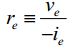 r_e ≡ v_e / −i_e